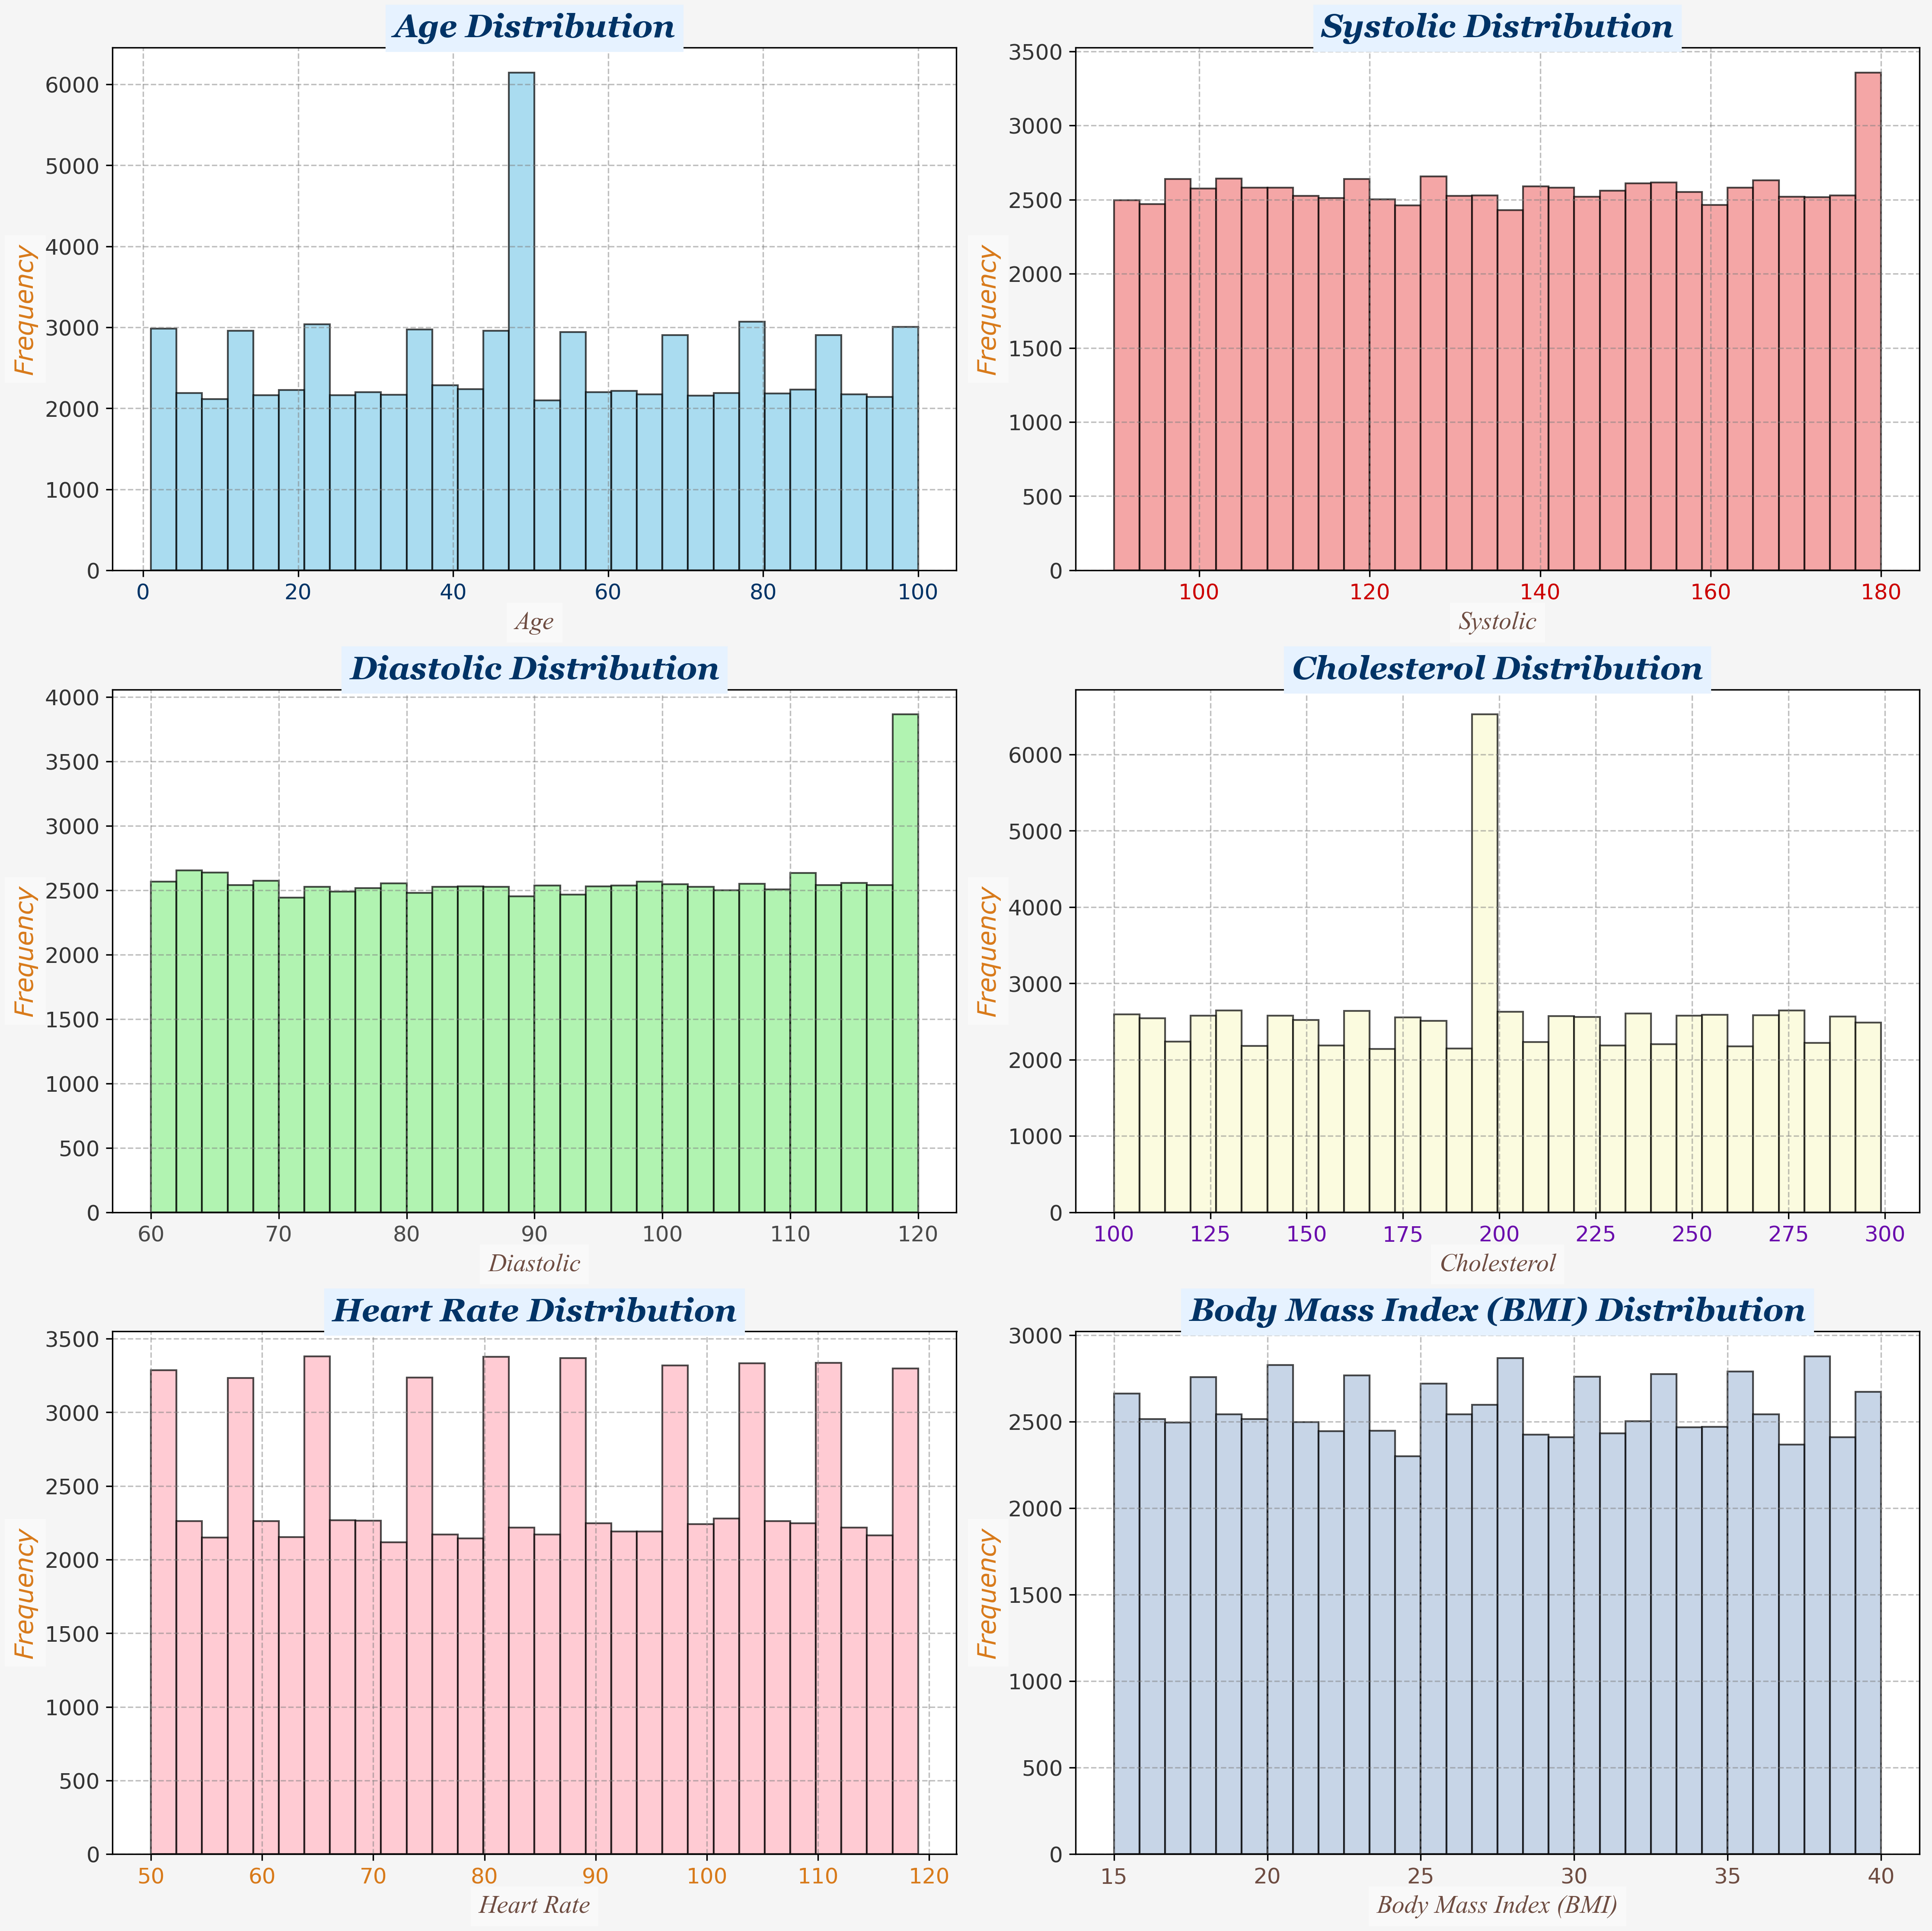 Age Distribution
Frequency
6000
5000
4000
3000
2000
1000
0
0 20 40 60 80 100
Age
Systolic Distribution
Frequency
3500
3000
2500
2000
1500
1000
500
0
100 120 140 160 180
Systolic
Diastolic Distribution
Frequency
4000
3500
3000
2500
2000
1500
1000
500
0
60 70 80 90 100 110 120
Diastolic
Cholesterol Distribution
Frequency
6000
5000
4000
3000
2000
1000
0
100 125 150 175 200 225 250 275 300
Cholesterol
Heart Rate Distribution
Frequency
3500
3000
2500
2000
1500
1000
500
0
50 60 70 80 90 100 110 120
Heart Rate
Body Mass Index (BMI) Distribution
Frequency
3000
2500
2000
1500
1000
500
0
15 20 25 30 35 40
Body Mass Index (BMI)